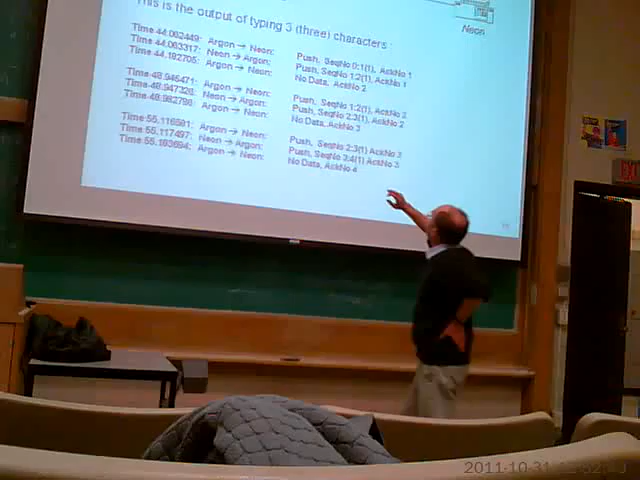 This is the output of typing 3 (three) characters
Neon
Time 44.062449: Argon → Neon: Push, SeqNo 0:1(1), AckNo 1
Time 44.063317: Neon → Argon: Push, SeqNo 1:2(1), AckNo 1
Time 44.182705: Argon → Neon: No Data, AckNo 2
Time 48.946471: Argon → Neon: Push, SeqNo 1:2(1), AckNo 2
Time 48.947326: Neon → Argon: Push, SeqNo 2:3(1), AckNo 2
Time 48.982786: Argon → Neon: No Data, AckNo 3
Time 55.116581: Argon → Neon: Push, SeqNo 2:3(1) AckNo 3
Time 55.117497: Neon → Argon: Push, SeqNo 3:4(1) AckNo 3
Time 55.183694: Argon → Neon: No Data, AckNo 4
2011-10-31